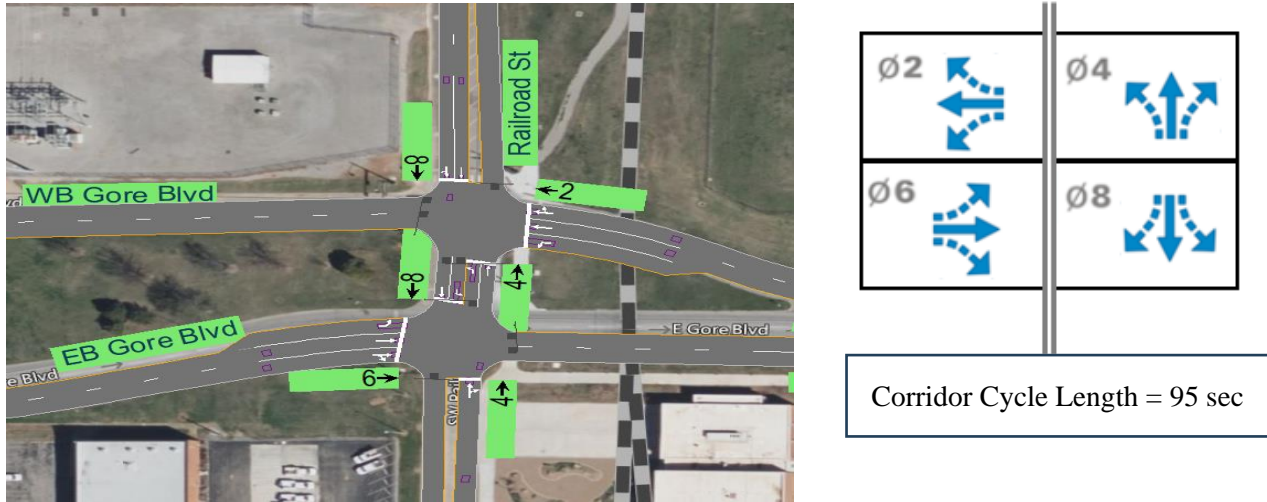 Railroad St
8
2
WB Gore Blvd
8
4
EB Gore Blvd
E Gore Blvd
e Blvd
6
4
Ø2
Ø4
Ø6
Ø8
Corridor Cycle Length = 95 sec